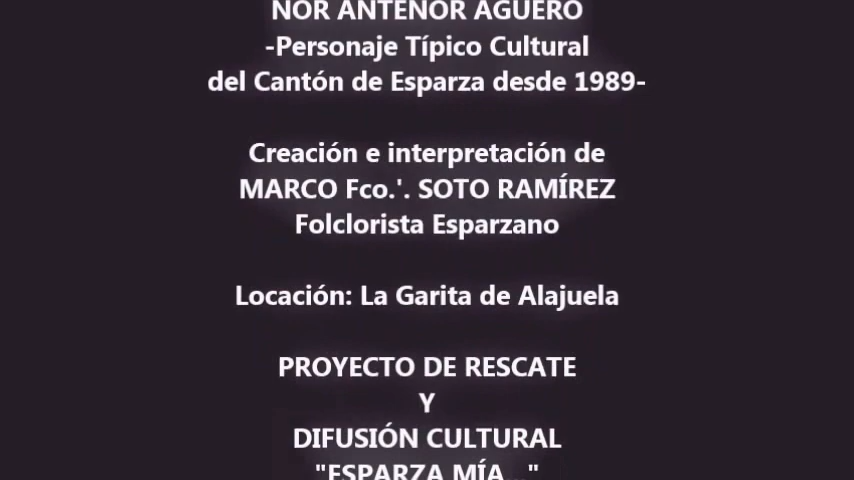 NOR ANTENOR AGUERO
-Personaje Típico Cultural
del Cantón de Esparza desde 1989-
Creación e interpretación de
MARCO Fco.'. SOTO RAMÍREZ
Folclorista Esparzano
Locación: La Garita de Alajuela
PROYECTO DE RESCATE
Y
DIFUSIÓN CULTURAL
"ESPARZA MÍA..."